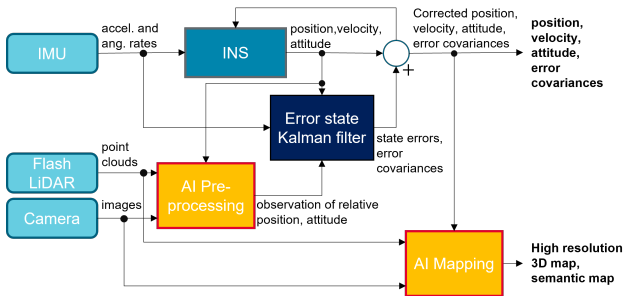 accel. and
ang. rates
position,velocity,
attitude
Corrected position,
velocity, attitude,
error covariances
position,
velocity,
attitude,
error
covariances
IMU
INS
+
Error state
Kalman filter
state errors,
error
covariances
point
clouds
Flash
LiDAR
AI Pre-
processing
images
Camera
observation of relative
position, attitude
AI Mapping
High resolution
3D map,
semantic map